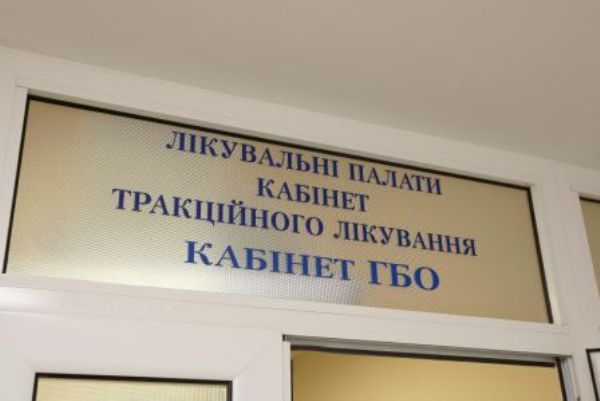 ЛІКУВАЛЬНІ ПАЛАТИ
КАБІНЕТ
ТРАКЦІЙНОГО ЛІКУВАННЯ
КАБІНЕТ ГБО